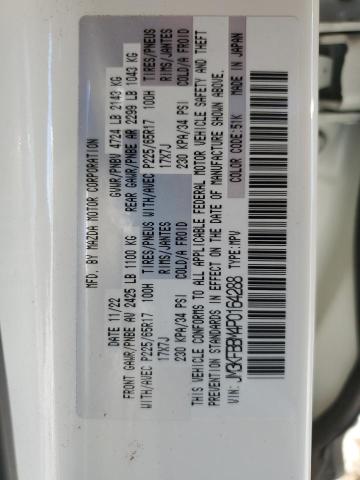 MFD. BY MAZDA MOTOR CORPORATION
DATE 11/22 GVWR/PNBV 4724 LB 2143 KG
FRONT GAWR/PNBE AV 2425 LB 1100 KG REAR GAWR/PNBE AR 2299 LB 1043 KG
WITH/AVEC P225/65R17 100H TIRES/PNEUS WITH/AVEC P225/65R17 100H TIRES/PNEUS
17X7J RIMS/JANTES 17X7J RIMS/JANTES
230 KPA/34 PSI COLD/A FROID 230 KPA/34 PSI COLD/A FROID
THIS VEHICLE CONFORMS TO ALL APPLICABLE FEDERAL MOTOR VEHICLE SAFETY AND THEFT
PREVENTION STANDARDS IN EFFECT ON THE DATE OF MANUFACTURE SHOWN ABOVE.
COLOR CODE:51K MADE IN JAPAN
VIN: JM3KFBBM4P0164288 TYPE:MPV